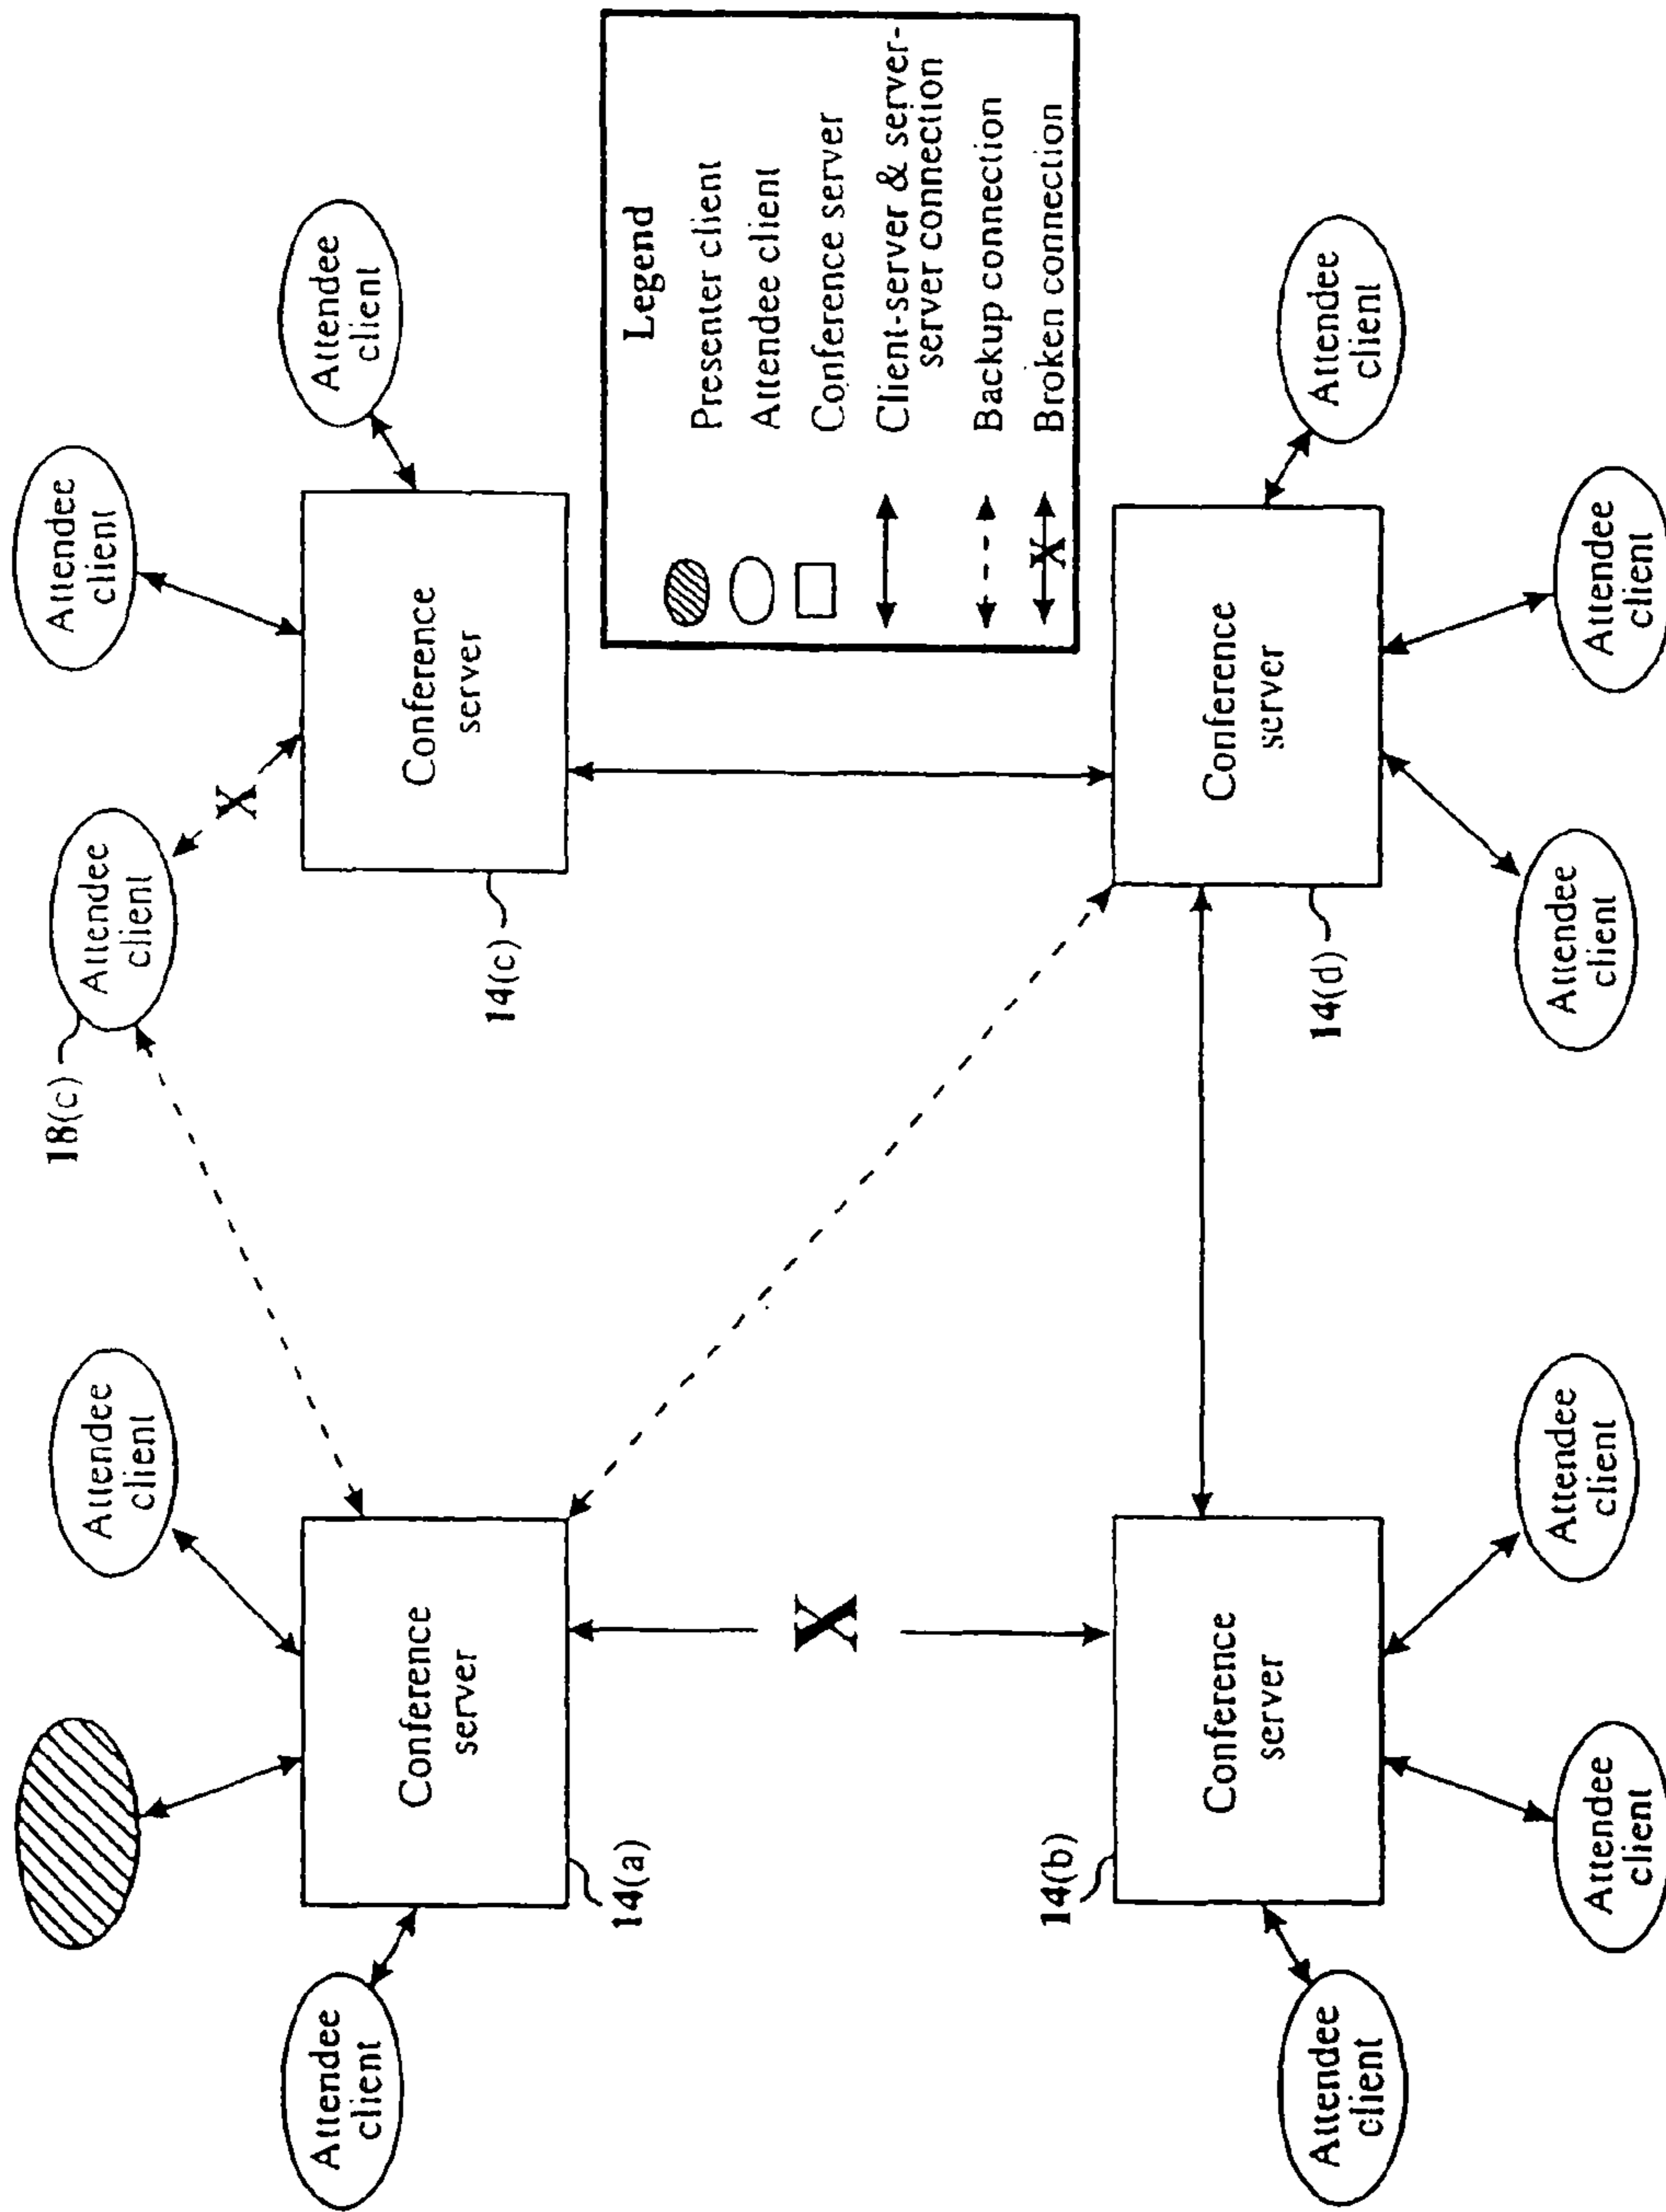 Attendee
client
18(c)
Attendee
client
Attendee
client
Attendee
client
Attendee
client
Attendee
client
Conference
server
Conference
server
14(a)
14(c)
Legend
Presenter client
Attendee client
Conference server
Client-server & server-
server connection
Backup connection
Broken connection
X
X
X
14(b)
Conference
server
Conference
server
14(d)
Attendee
client
Attendee
client
Attendee
client
Attendee
client
Attendee
client
Attendee
client